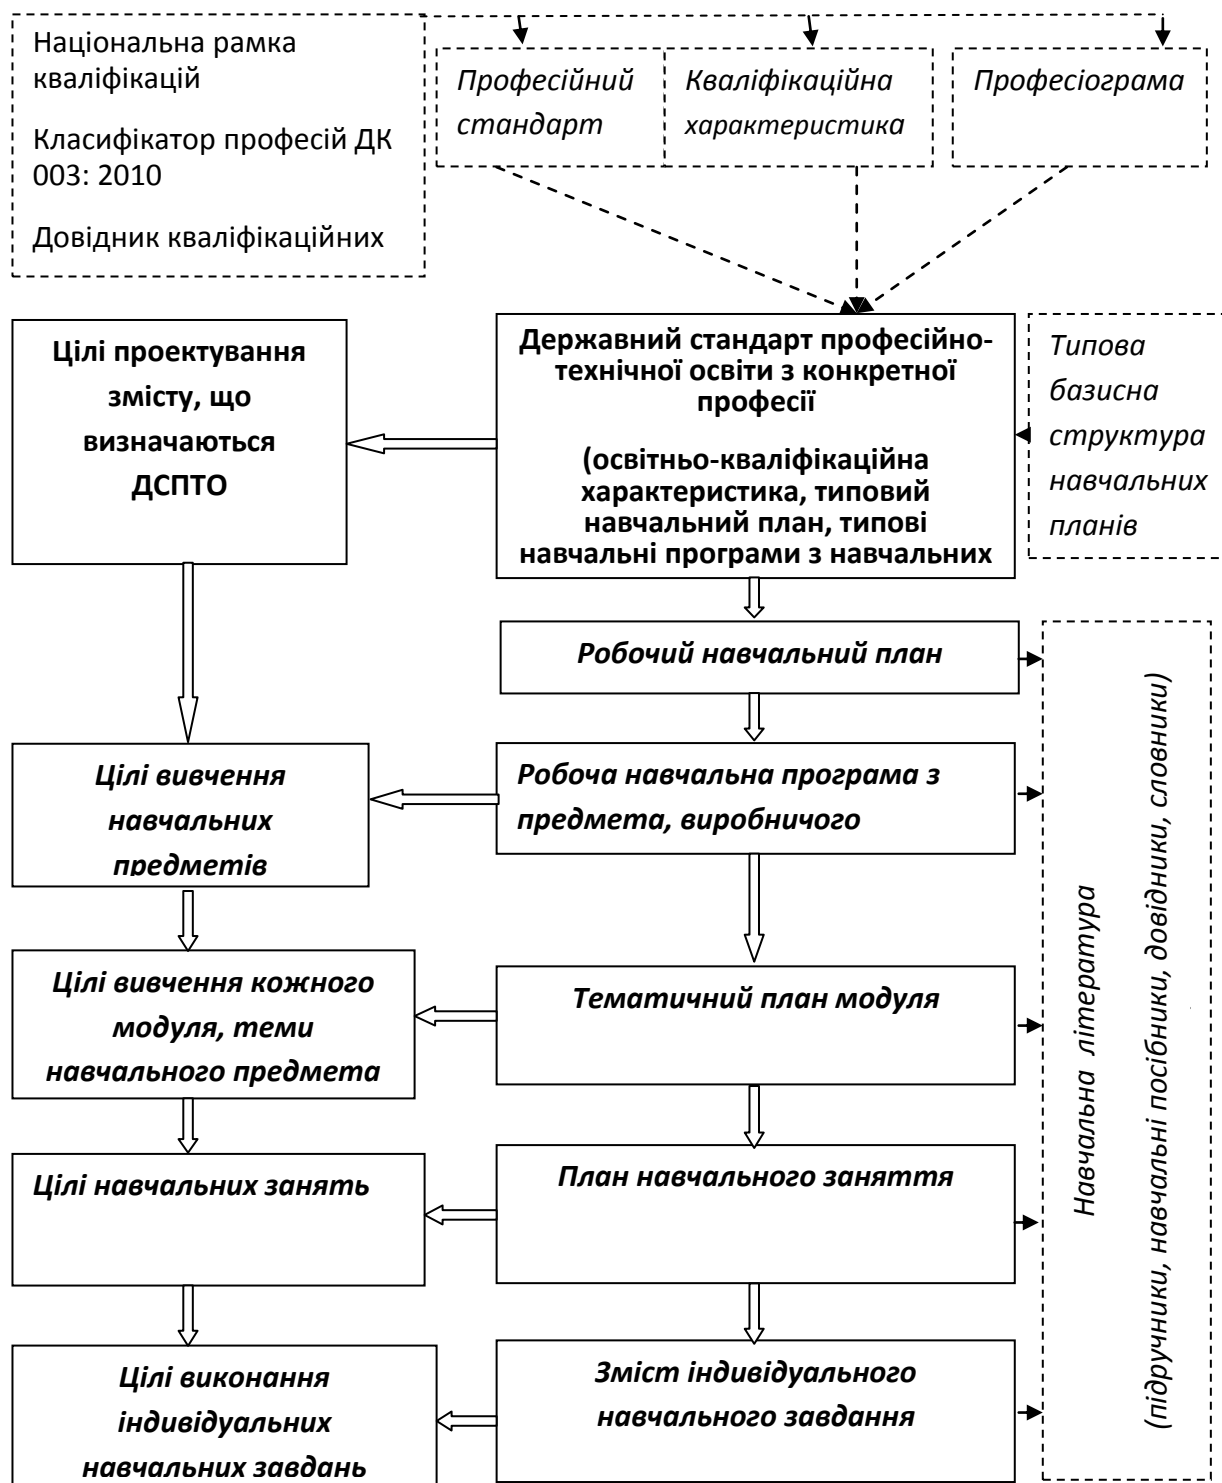 Національна рамка
кваліфікацій
Класифікатор професій ДК
003: 2010
Довідник кваліфікаційних
Професійний
стандарт
Кваліфікаційна
характеристика
Професіограма
Цілі проектування
змісту, що
визначаються
ДСПТО
Державний стандарт професійно-
технічної освіти з конкретної
професії
(освітньо-кваліфікаційна
характеристика, типовий
навчальний план, типові
навчальні програми з навчальних
Типова
базисна
структура
навчальних
планів
Робочий навчальний план
Цілі вивчення
навчальних
предметів
Робоча навчальна програма з
предмета, виробничого
Цілі вивчення кожного
модуля, теми
навчального предмета
Тематичний план модуля
Цілі навчальних занять
План навчального заняття
Цілі виконання
індивідуальних
навчальних завдань
Зміст індивідуального
навчального завдання
Навчальна література
(підручники, навчальні посібники, довідники, словники)